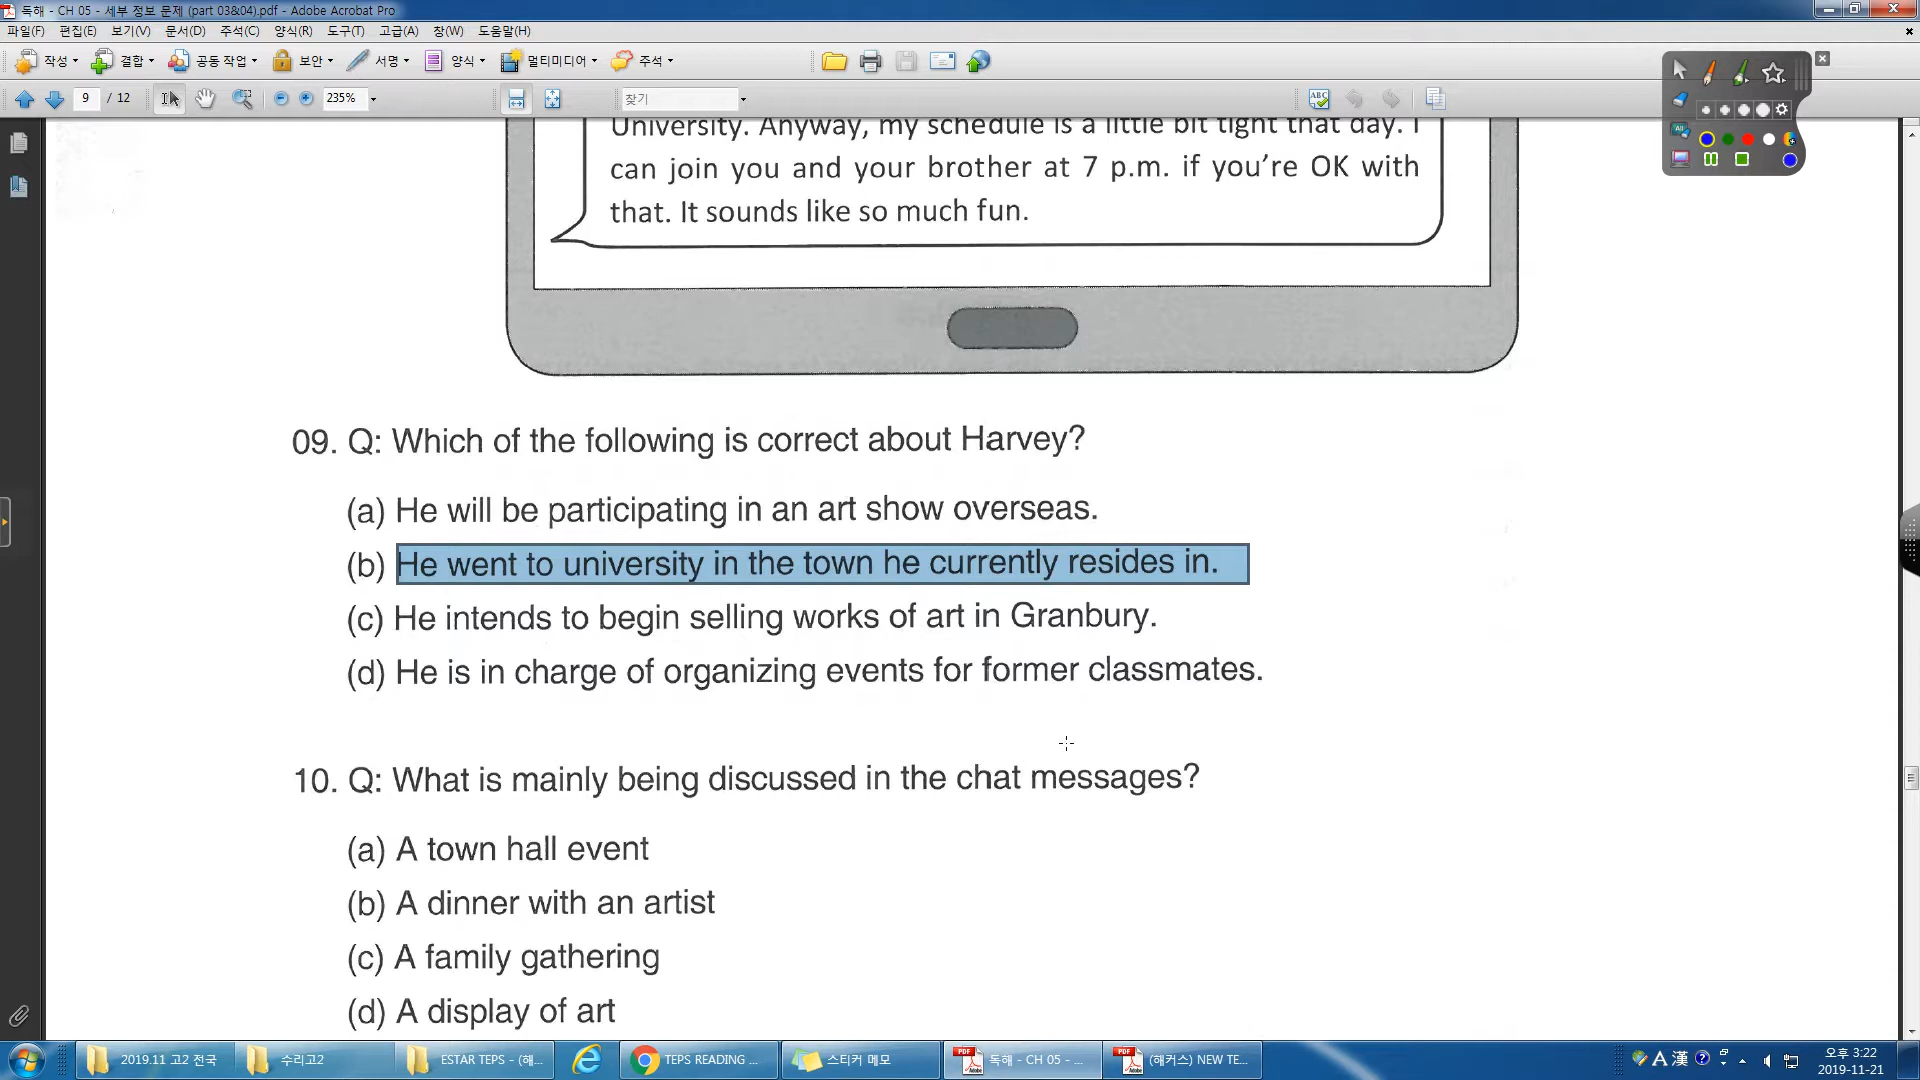 독해 - CH 05 - 세부 정보 문제 (part 03&04).pdf - Adobe Acrobat Pro
파일(F) 편집(E) 보기(V) 문서(D) 주석(C) 양식(R) 도구(T) 고급(A) 창(W) 도움말(H)
작성 결합 공동 작업 보안 서명 양식 멀티미디어 주석
9 / 12 235% 찾기
University. Anyway, my schedule is a little bit tight that day. I
can join you and your brother at 7 p.m. if you're OK with
that. It sounds like so much fun.
09. Q: Which of the following is correct about Harvey?
(a) He will be participating in an art show overseas.
(b) He went to university in the town he currently resides in.
(c) He intends to begin selling works of art in Granbury.
(d) He is in charge of organizing events for former classmates.
10. Q: What is mainly being discussed in the chat messages?
(a) A town hall event
(b) A dinner with an artist
(c) A family gathering
(d) A display of art
2019.11 고2 전국 수리고2 ESTAR TEPS - (해... TEPS READING ... 스티커 메모 독해 - CH 05 - ... (해커스) NEW TE...
A 漢 오후 3:22
2019-11-21